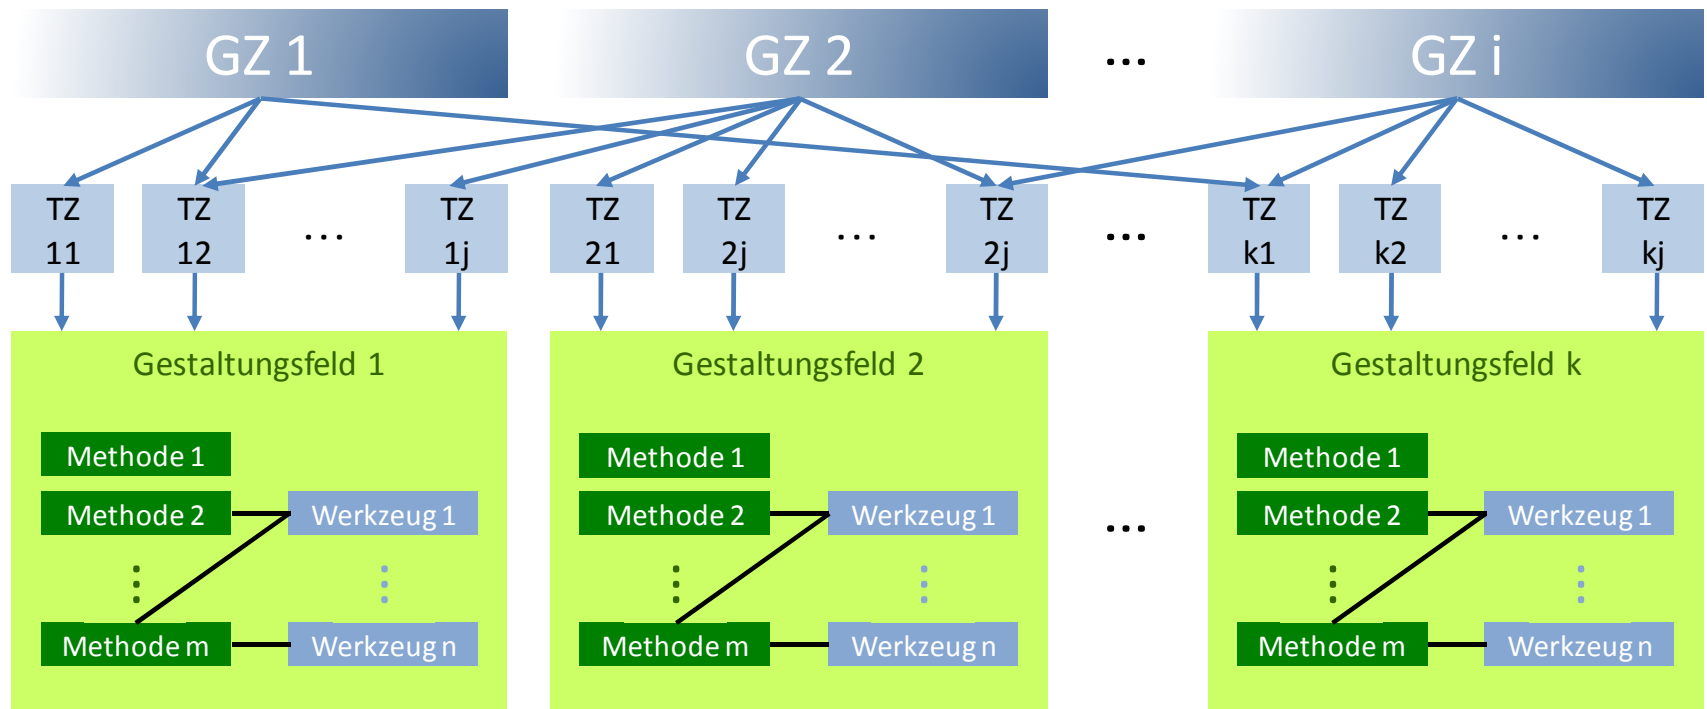 GZ 1
GZ 2
...
GZ i
TZ
11
TZ
12
...
TZ
1j
TZ
21
TZ
2j
...
TZ
2j
...
TZ
k1
TZ
k2
...
TZ
kj
Gestaltungsfeld 1
Methode 1
Methode 2
Werkzeug 1
Methode m
Werkzeug n
Gestaltungsfeld 2
Methode 1
Methode 2
Werkzeug 1
Methode m
Werkzeug n
...
Gestaltungsfeld k
Methode 1
Methode 2
Werkzeug 1
Methode m
Werkzeug n